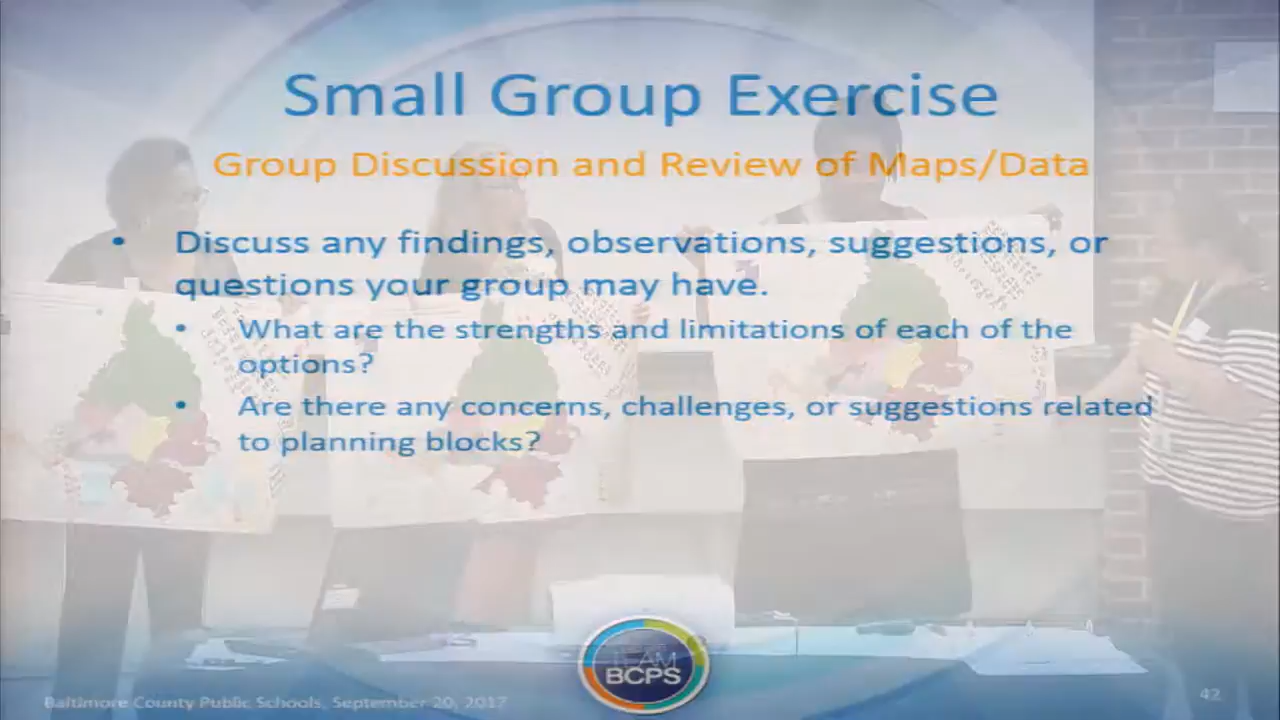 Small Group Exercise
Group Discussion and Review of Maps/Data
• Discuss any findings, observations, suggestions, or
questions your group may have.
• What are the strengths and limitations of each of the
options?
• Are there any concerns, challenges, or suggestions related
to planning blocks?
TEAM
BCPS
Baltimore County Public Schools, September 20, 2017
42